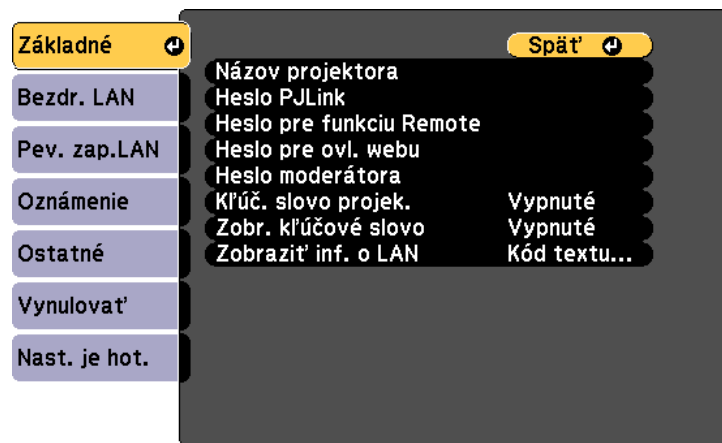 Základné
Bezdr. LAN
Pev. zap.LAN
Oznámenie
Ostatné
Vynulovať
Nast. je hot.
Späť
Názov projektora
Heslo PJLink
Heslo pre funkciu Remote
Heslo pre ovl. webu
Heslo moderátora
Kľúč. slovo projek. Vypnuté
Zobr. kľúčové slovo Vypnuté
Zobraziť inf. o LAN Kód textu...